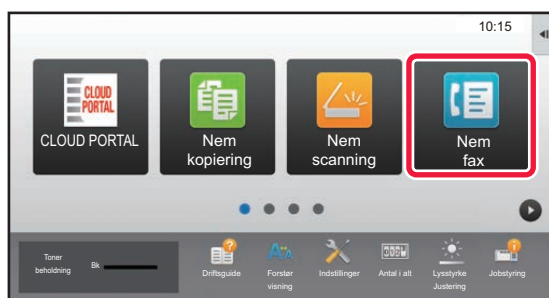 10:15
CLOUD
PORTAL
CLOUD PORTAL
Nem
kopiering
Nem
scanning
Nem
fax
Toner
beholdning
Bk
Driftsguide
Forstør
visning
Indstillinger
Antal i alt
Lysstyrke
Justering
Jobstyring